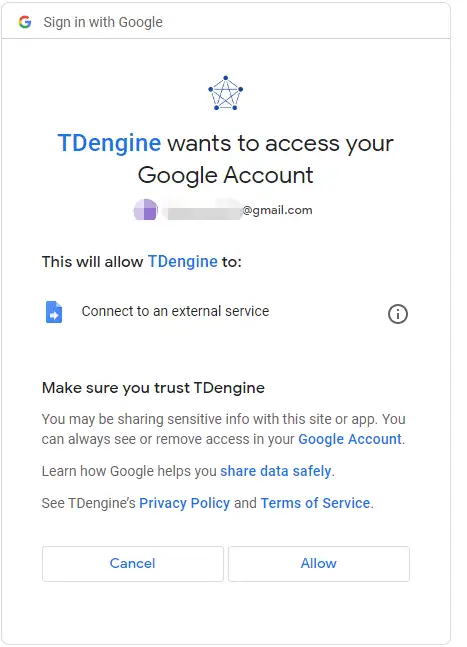 Sign in with Google
TDengine wants to access your
Google Account
@gmail.com
This will allow TDengine to:
Connect to an external service
Make sure you trust TDengine
You may be sharing sensitive info with this site or app. You
can always see or remove access in your Google Account.
Learn how Google helps you share data safely.
See TDengine's Privacy Policy and Terms of Service.
Cancel
Allow